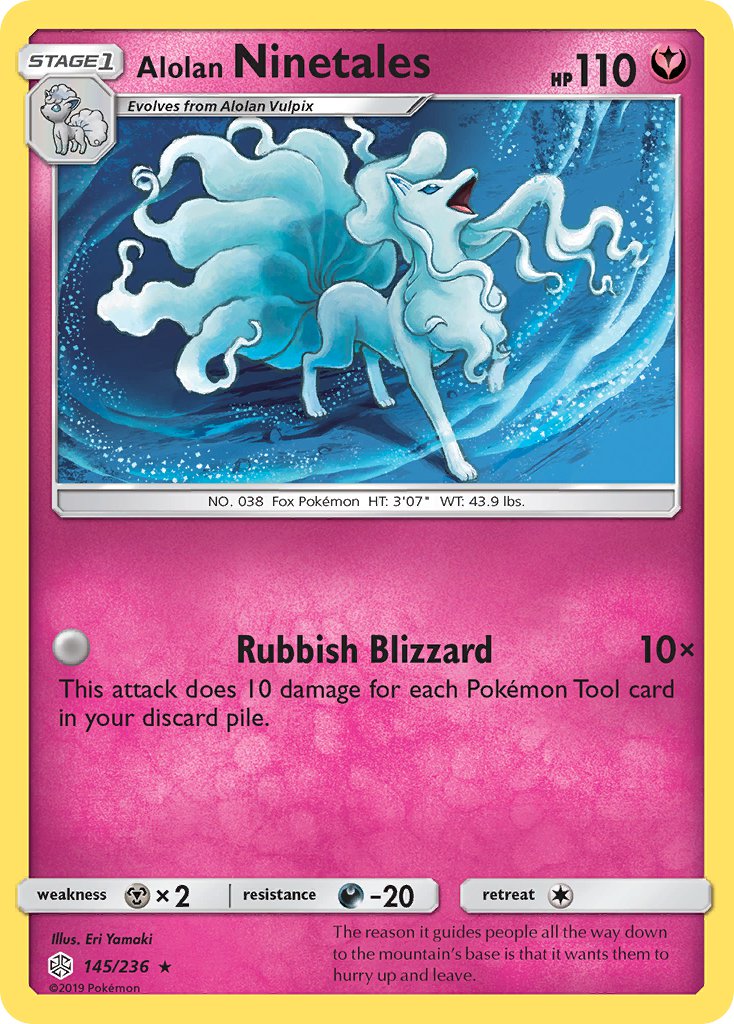 STAGE1
Alolan Ninetales
HP110
Evolves from Alolan Vulpix
NO. 038 Fox Pokémon HT: 3'07" WT: 43.9 lbs.
Rubbish Blizzard 10×
This attack does 10 damage for each Pokémon Tool card
in your discard pile.
weakness ×2 resistance -20 retreat
Illus. Eri Yamaki
145/236 ★
©2019 Pokémon
The reason it guides people all the way down
to the mountain's base is that it wants them to
hurry up and leave.